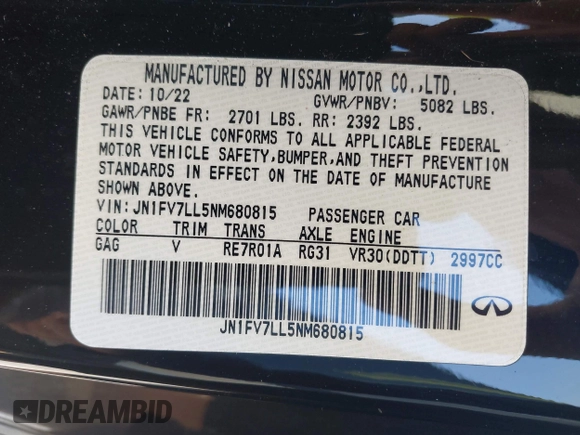 MANUFACTURED BY NISSAN MOTOR CO.,LTD.
DATE: 10/22 GVWR/PNBV: 5082 LBS.
GAWR/PNBE FR: 2701 LBS. RR: 2392 LBS.
THIS VEHICLE CONFORMS TO ALL APPLICABLE FEDERAL
MOTOR VEHICLE SAFETY,BUMPER,AND THEFT PREVENTION
STANDARDS IN EFFECT ON THE DATE OF MANUFACTURE
SHOWN ABOVE.
VIN:JN1FV7LL5NM680815 PASSENGER CAR
COLOR TRIM TRANS AXLE ENGINE
GAG V RE7R01A RG31 VR30(DDTT) 2997CC
JN1FV7LL5NM680815
DREAMBID